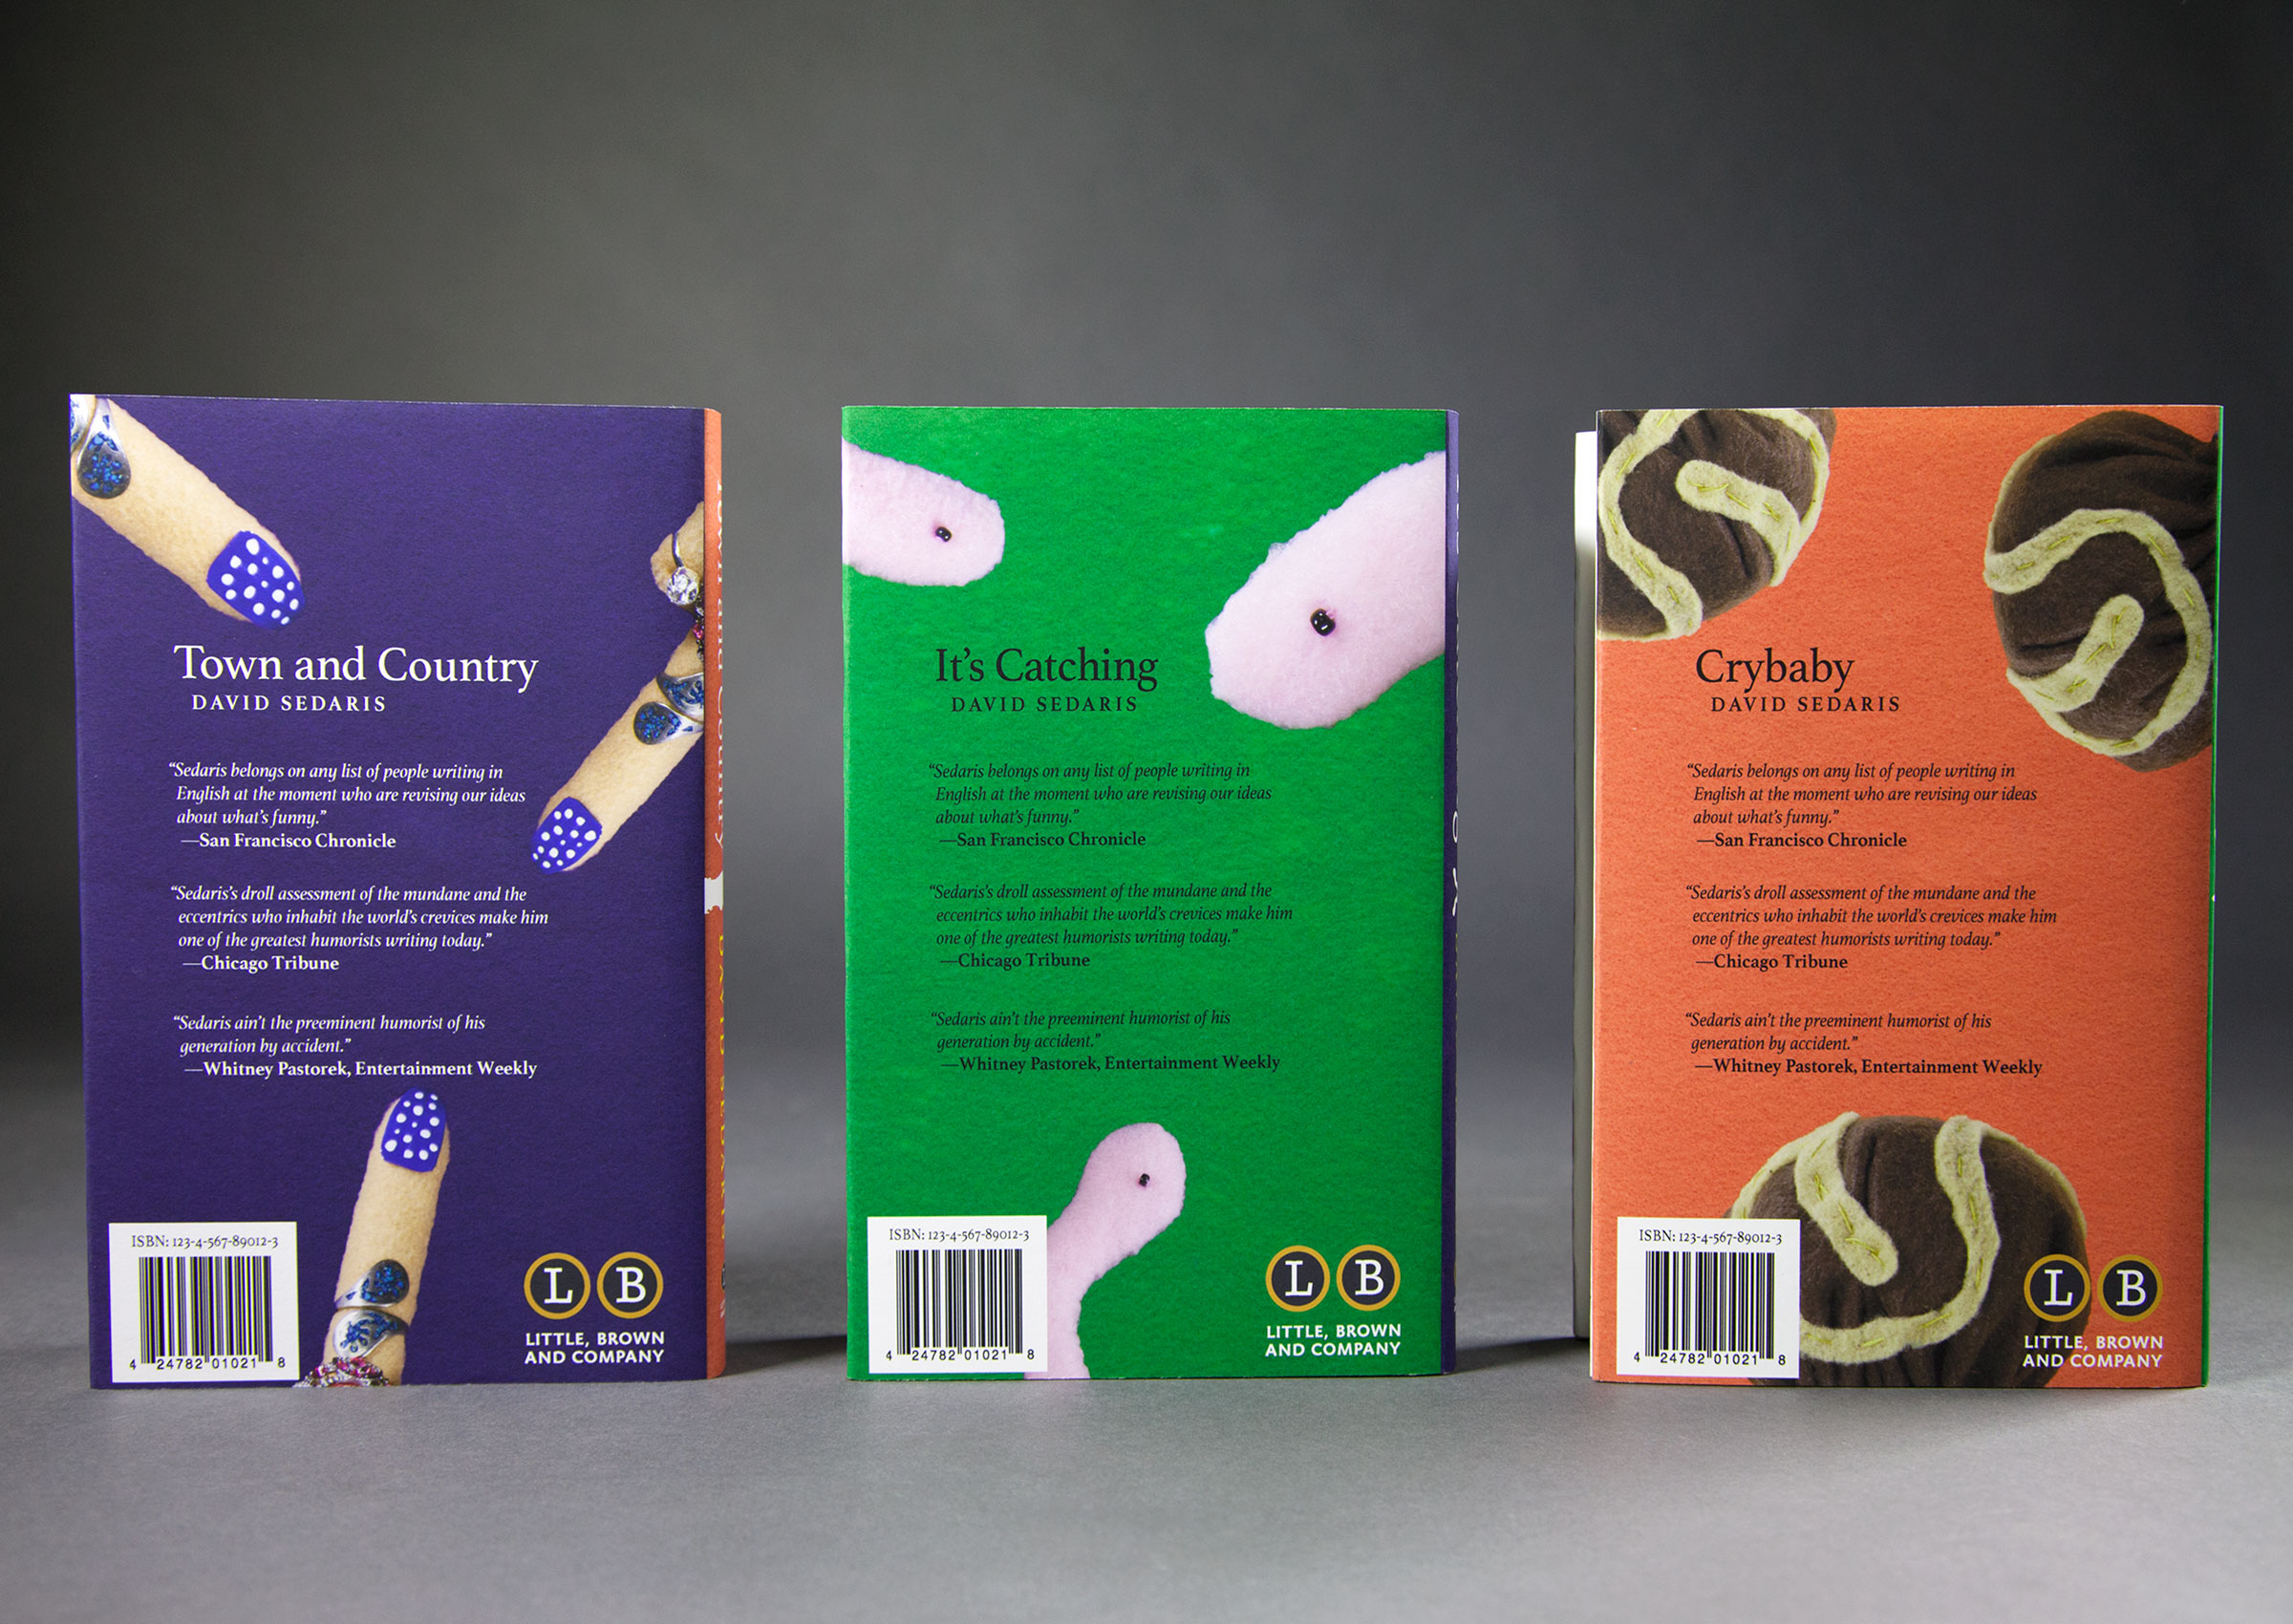 Town and Country
DAVID SEDARIS
“Sedaris belongs on any list of people writing in
English at the moment who are revising our ideas
about what’s funny.”
—San Francisco Chronicle
“Sedaris’s droll assessment of the mundane and the
eccentrics who inhabit the world’s crevices make him
one of the greatest humorists writing today.”
—Chicago Tribune
“Sedaris ain’t the preeminent humorist of his
generation by accident.”
—Whitney Pastorek, Entertainment Weekly
ISBN: 123-4-567-89012-3
4 24782 01021 8
L B
LITTLE, BROWN
AND COMPANY
It’s Catching
DAVID SEDARIS
“Sedaris belongs on any list of people writing in
English at the moment who are revising our ideas
about what’s funny.”
—San Francisco Chronicle
“Sedaris’s droll assessment of the mundane and the
eccentrics who inhabit the world’s crevices make him
one of the greatest humorists writing today.”
—Chicago Tribune
“Sedaris ain’t the preeminent humorist of his
generation by accident.”
—Whitney Pastorek, Entertainment Weekly
ISBN: 123-4-567-89012-3
4 24782 01021 8
L B
LITTLE, BROWN
AND COMPANY
Crybaby
DAVID SEDARIS
“Sedaris belongs on any list of people writing in
English at the moment who are revising our ideas
about what’s funny.”
—San Francisco Chronicle
“Sedaris’s droll assessment of the mundane and the
eccentrics who inhabit the world’s crevices make him
one of the greatest humorists writing today.”
—Chicago Tribune
“Sedaris ain’t the preeminent humorist of his
generation by accident.”
—Whitney Pastorek, Entertainment Weekly
ISBN: 123-4-567-89012-3
4 24782 01021 8
L B
LITTLE, BROWN
AND COMPANY